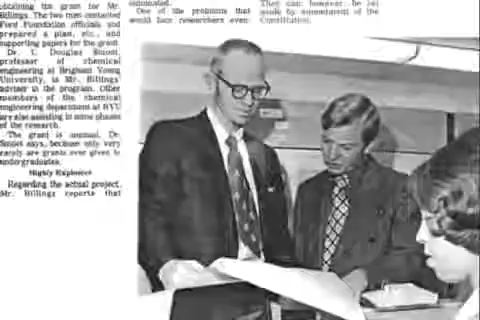 obtaining the grant for Mr.
Billings. The two men contacted
Ford Foundation officials and
prepared a plan, etc., and
supporting papers for the grant.
Dr. L. Douglas Smoot,
professor of chemical
engineering at Brigham Young
University, is Mr. Billings'
adviser in the program. Other
members of the chemical
engineering department at BYU
are also assisting in some phases
of the research.
The grant is unusual, Dr.
Smoot says, because only very
rarely are grants ever given to
undergraduates.
Highly Explosive
Regarding the actual project,
Mr. Billings reports that
One of the problems that
would face researchers even
They can, however, be
made by amendment of the
Constitution.